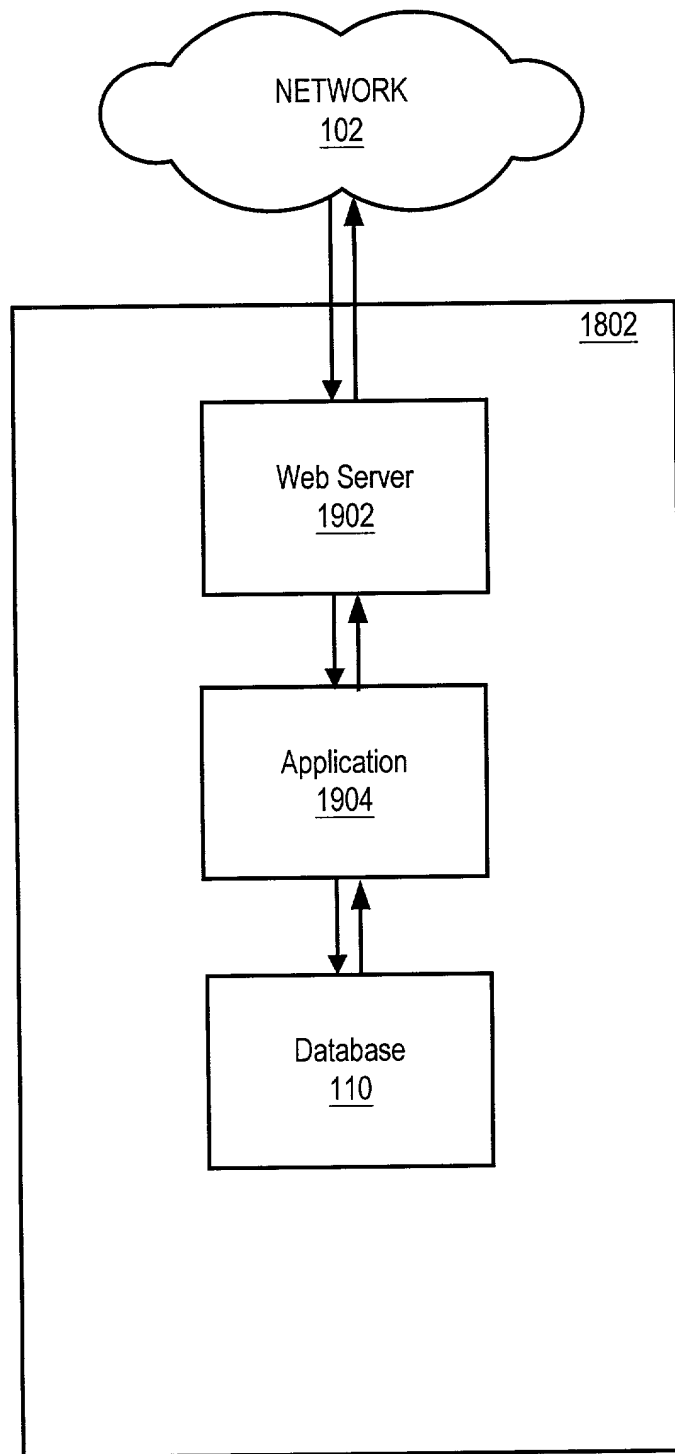 NETWORK
102
1802
Web Server
1902
Application
1904
Database
110